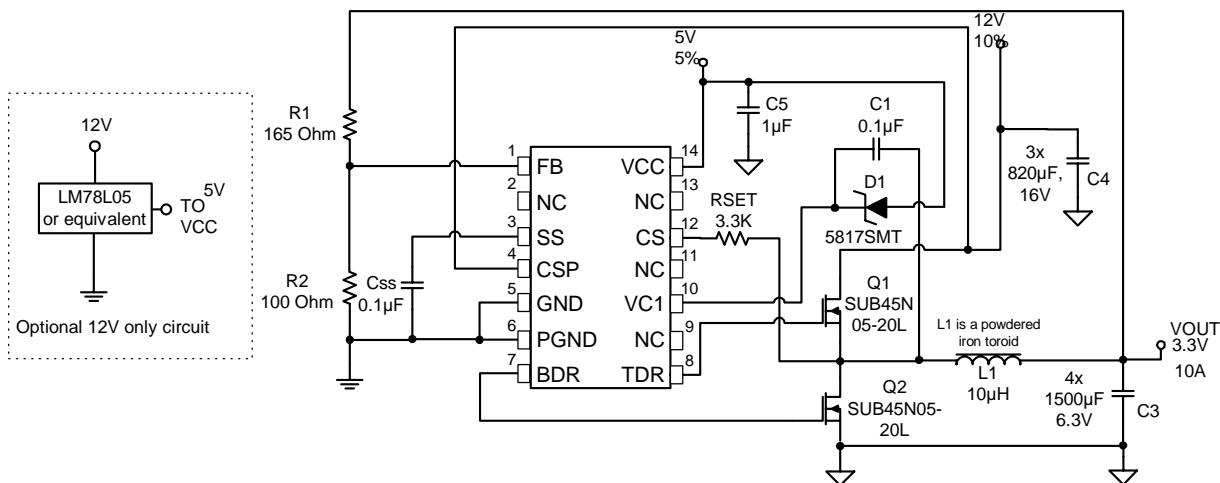 12V
LM78L05
or equivalent
TO 5V
VCC
Optional 12V only circuit
R1
165 Ohm
R2
100 Ohm
Css
0.1µF
1
2
3
4
5
6
7
FB
NC
SS
CSP
GND
PGND
BDR
VCC
NC
CS
NC
VC1
NC
TDR
14
13
12
11
10
9
8
5V
5%
C5
1µF
RSET
3.3K
C1
0.1µF
D1
5817SMT
12V
10%
3x
820µF,
16V
C4
Q1
SUB45N
05-20L
Q2
SUB45N05-
20L
L1 is a powdered
iron toroid
L1
10µH
VOUT
3.3V
10A
4x
1500µF
6.3V
C3